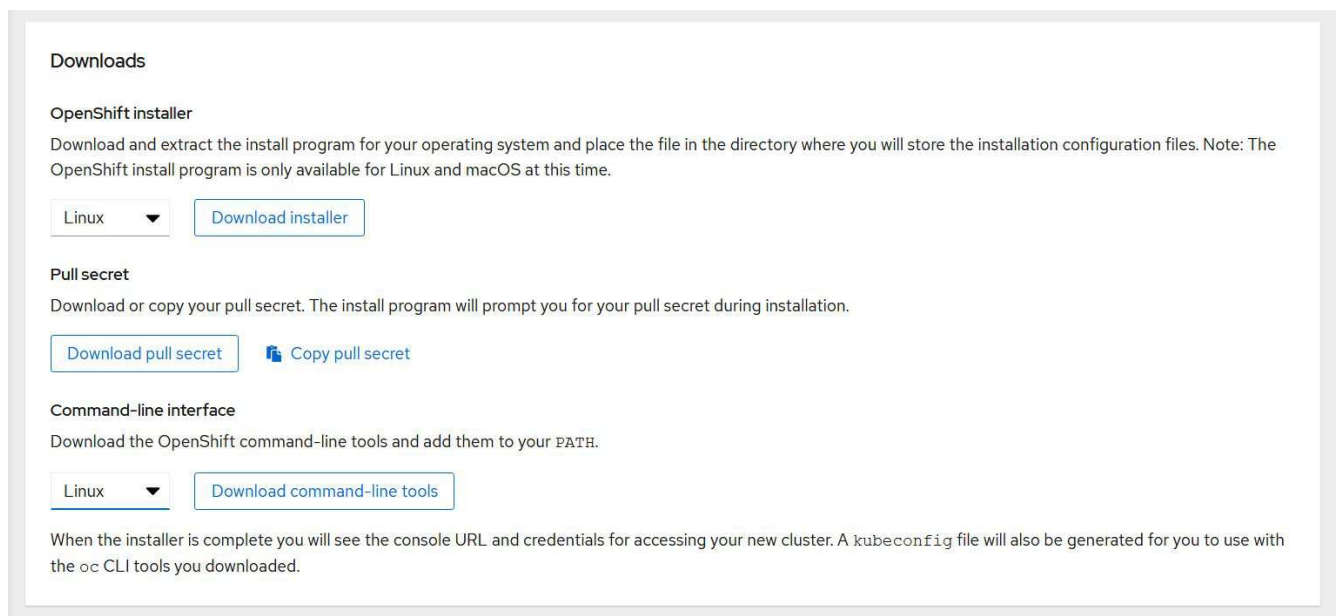 Downloads
OpenShift installer
Download and extract the install program for your operating system and place the file in the directory where you will store the installation configuration files. Note: The
OpenShift install program is only available for Linux and macOS at this time.
Linux Download installer
Pull secret
Download or copy your pull secret. The install program will prompt you for your pull secret during installation.
Download pull secret Copy pull secret
Command-line interface
Download the OpenShift command-line tools and add them to your PATH.
Linux Download command-line tools
When the installer is complete you will see the console URL and credentials for accessing your new cluster. A kubeconfig file will also be generated for you to use with
the oc CLI tools you downloaded.